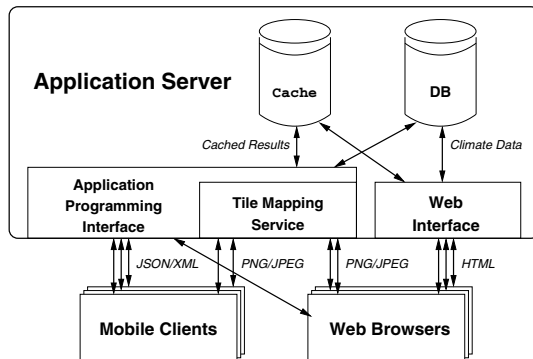 Application Server
Cache
DB
Cached Results
Climate Data
Application
Programming
Interface
Tile Mapping
Service
Web
Interface
JSON/XML
PNG/JPEG
PNG/JPEG
HTML
Mobile Clients
Web Browsers